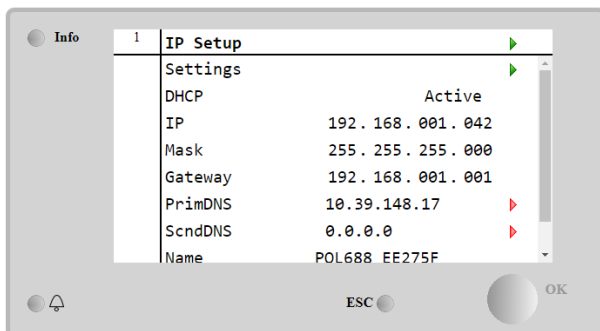 Info
1 IP Setup
Settings
DHCP Active
IP 192.168.001.042
Mask 255.255.255.000
Gateway 192.168.001.001
PrimDNS 10.39.148.17
ScndDNS 0.0.0.0
Name POL688_EE275F
ESC
OK